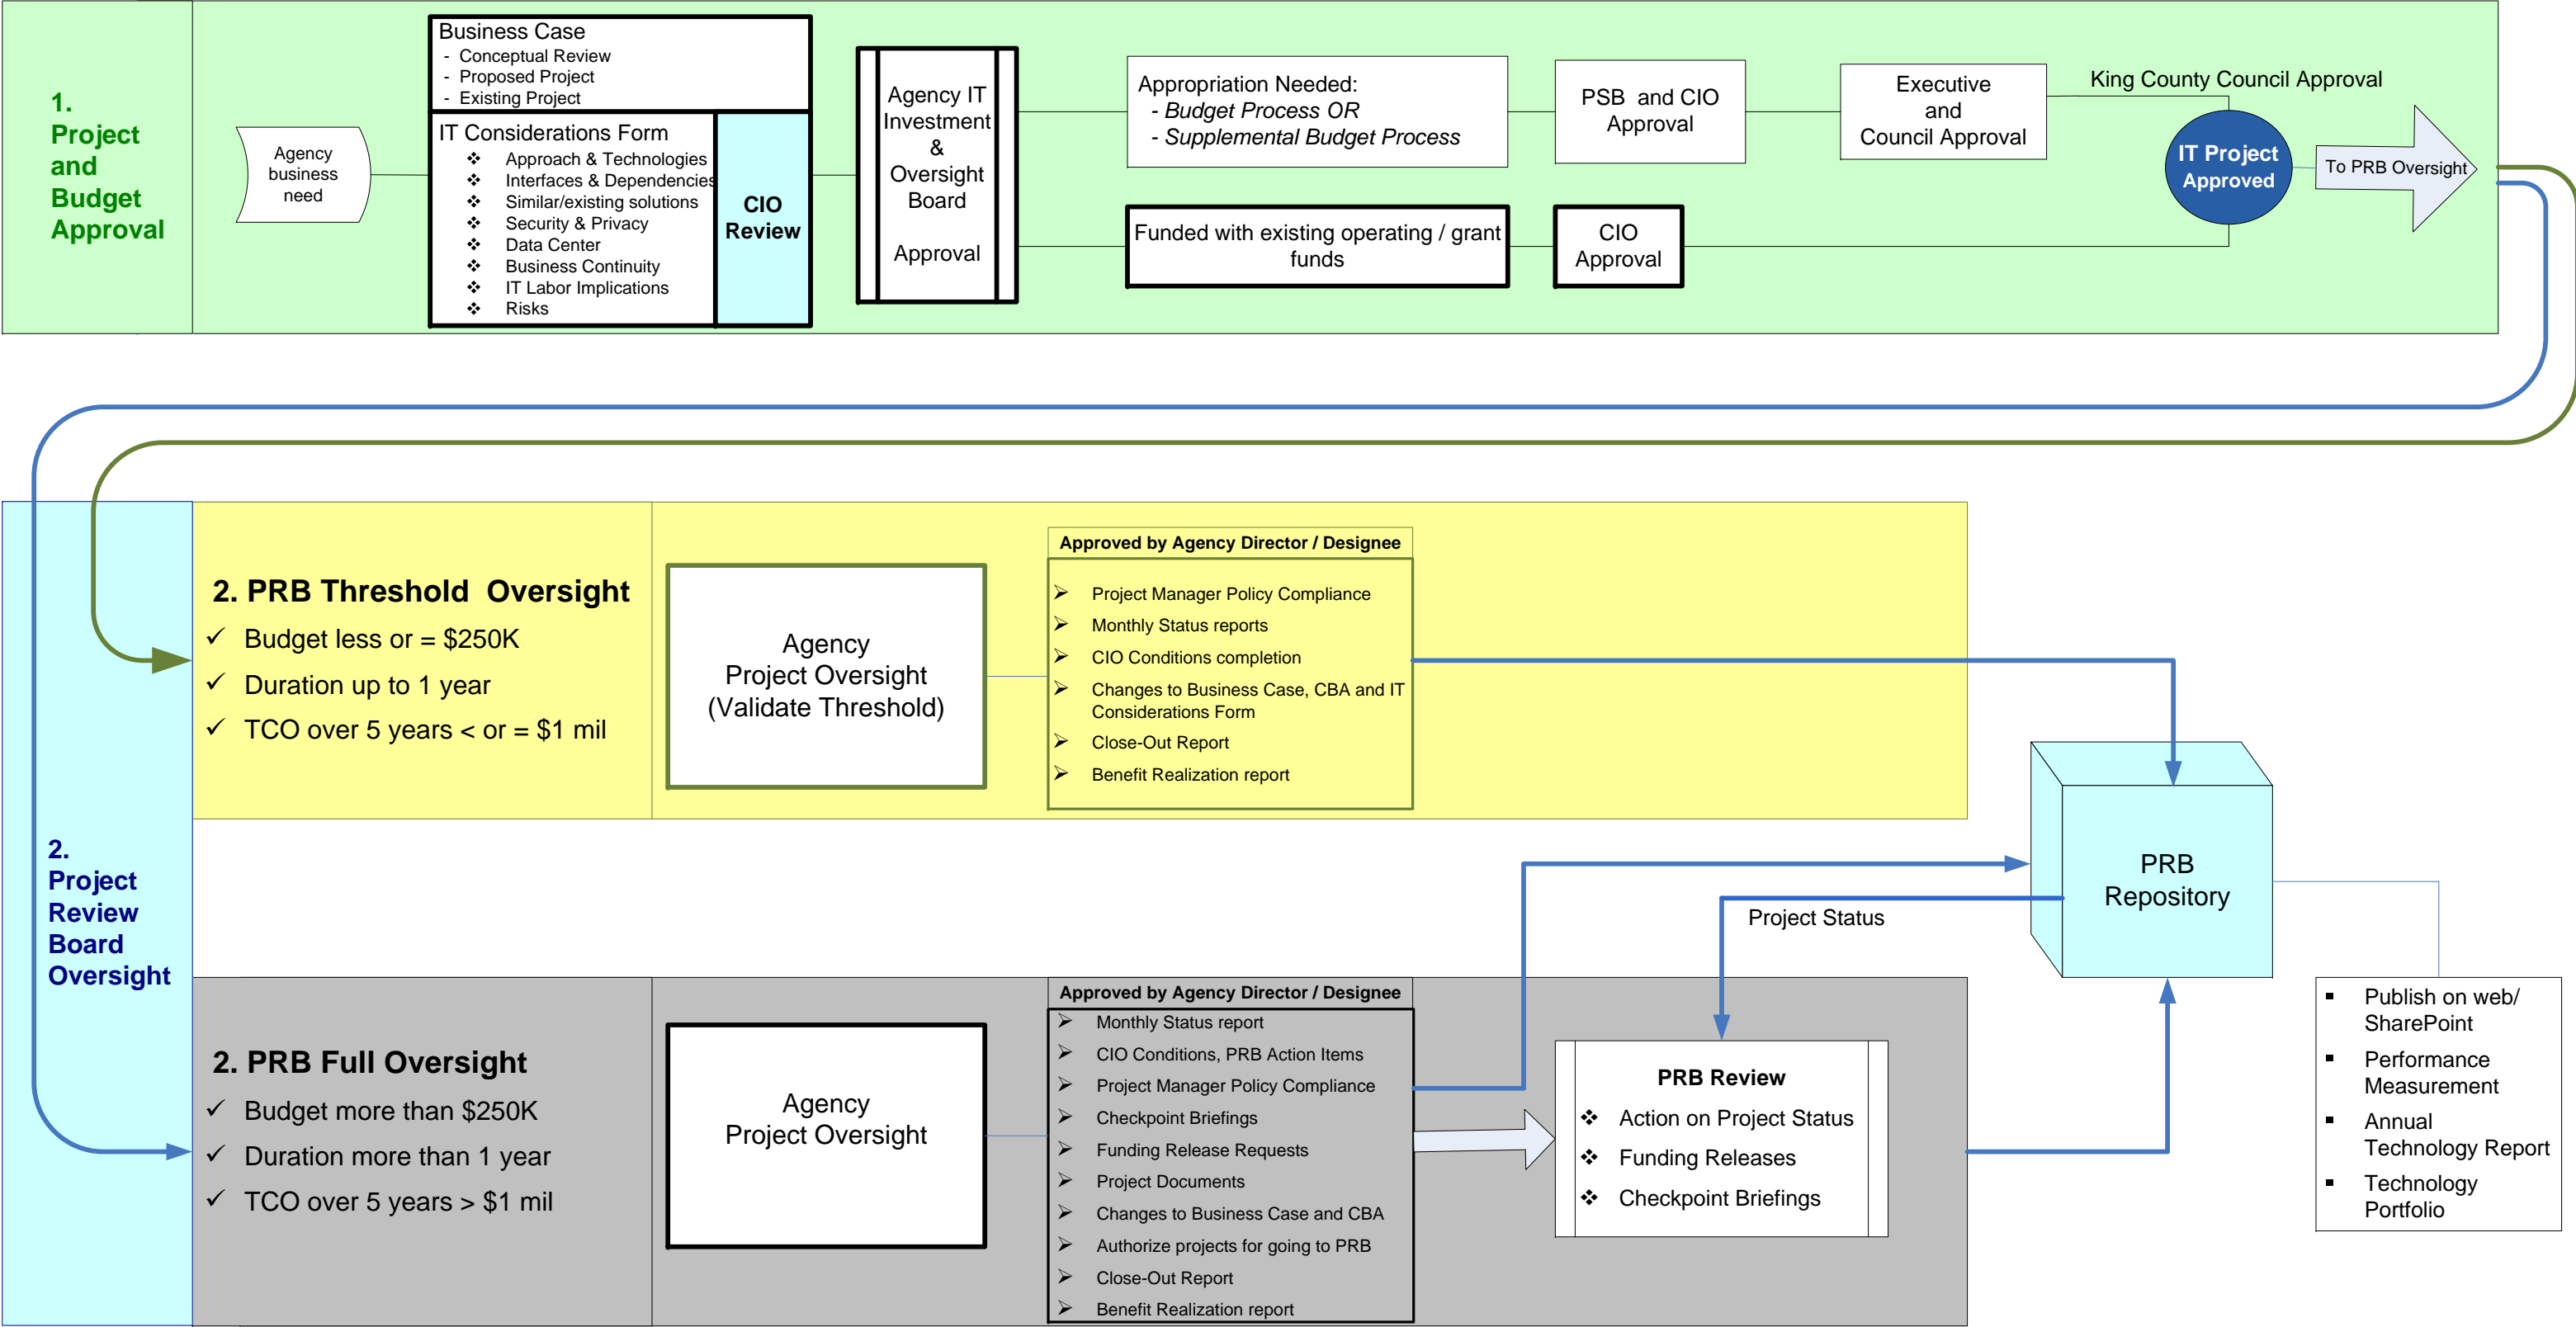 1.
Project
and
Budget
Approval
Agency
business
need
Business Case
- Conceptual Review
- Proposed Project
- Existing Project
IT Considerations Form
❖ Approach & Technologies
❖ Interfaces & Dependencies
❖ Similar/existing solutions
❖ Security & Privacy
❖ Data Center
❖ Business Continuity
❖ IT Labor Implications
❖ Risks
CIO
Review
Agency IT
Investment
&
Oversight
Board
Approval
Appropriation Needed:
- Budget Process OR
- Supplemental Budget Process
PSB and CIO
Approval
Executive
and
Council Approval
King County Council Approval
Funded with existing operating / grant
funds
CIO
Approval
IT Project
Approved
To PRB Oversight
2.
Project
Review
Board
Oversight
2. PRB Threshold Oversight
✓ Budget less or = $250K
✓ Duration up to 1 year
✓ TCO over 5 years < or = $1 mil
Agency
Project Oversight
(Validate Threshold)
Approved by Agency Director / Designee
➢ Project Manager Policy Compliance
➢ Monthly Status reports
➢ CIO Conditions completion
➢ Changes to Business Case, CBA and IT
Considerations Form
➢ Close-Out Report
➢ Benefit Realization report
PRB
Repository
Project Status
2. PRB Full Oversight
✓ Budget more than $250K
✓ Duration more than 1 year
✓ TCO over 5 years > $1 mil
Agency
Project Oversight
Approved by Agency Director / Designee
➢ Monthly Status report
➢ CIO Conditions, PRB Action Items
➢ Project Manager Policy Compliance
➢ Checkpoint Briefings
➢ Funding Release Requests
➢ Project Documents
➢ Changes to Business Case and CBA
➢ Authorize projects for going to PRB
➢ Close-Out Report
➢ Benefit Realization report
PRB Review
❖ Action on Project Status
❖ Funding Releases
❖ Checkpoint Briefings
▪ Publish on web/
SharePoint
▪ Performance
Measurement
▪ Annual
Technology Report
▪ Technology
Portfolio